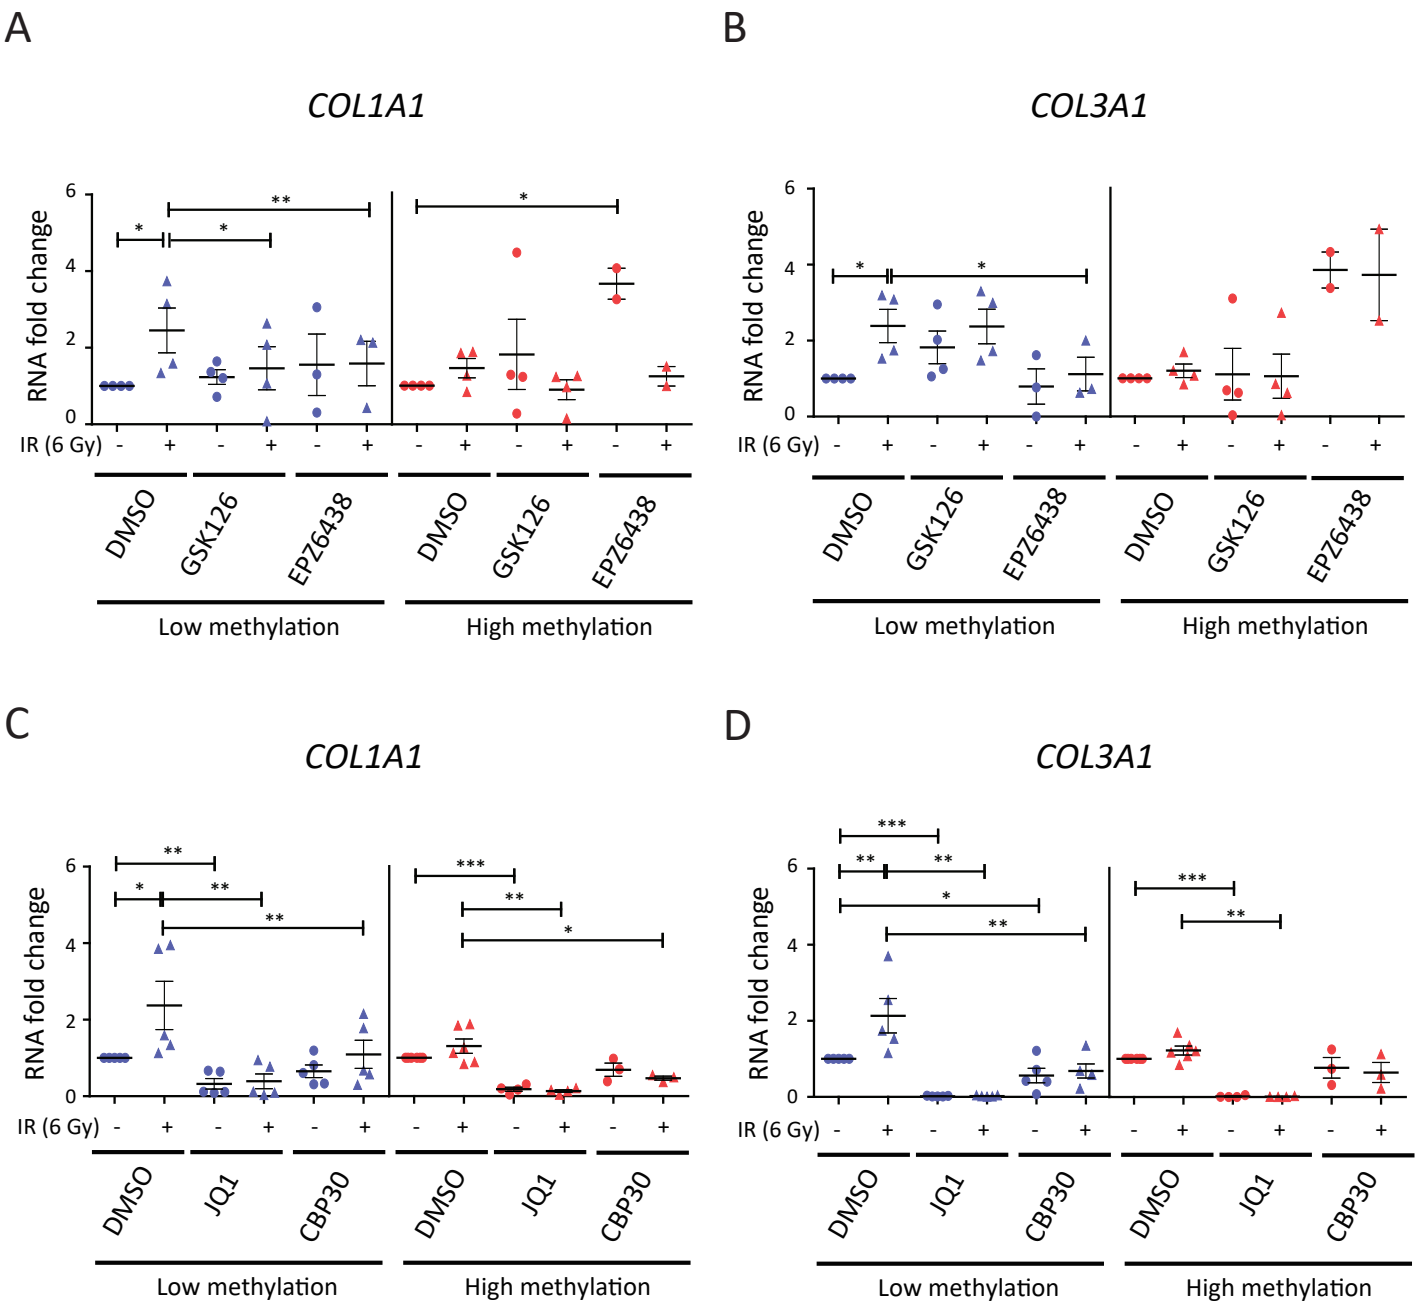 A
COL1A1
RNA fold change
6
4
2
0
*
*
**
*
IR (6 Gy)
- + - + - + - + - + - +
DMSO GSK126 EPZ6438 DMSO GSK126 EPZ6438
Low methylation High methylation
B
COL3A1
RNA fold change
6
4
2
0
*
*
IR (6 Gy)
- + - + - + - + - + - +
DMSO GSK126 EPZ6438 DMSO GSK126 EPZ6438
Low methylation High methylation
C
COL1A1
RNA fold change
6
4
2
0
**
*
**
**
***
**
*
IR (6 Gy)
- + - + - + - + - + - +
DMSO JQ1 CBP30 DMSO JQ1 CBP30
Low methylation High methylation
D
COL3A1
RNA fold change
6
4
2
0
***
**
**
*
**
***
**
IR (6 Gy)
- + - + - + - + - + - +
DMSO JQ1 CBP30 DMSO JQ1 CBP30
Low methylation High methylation